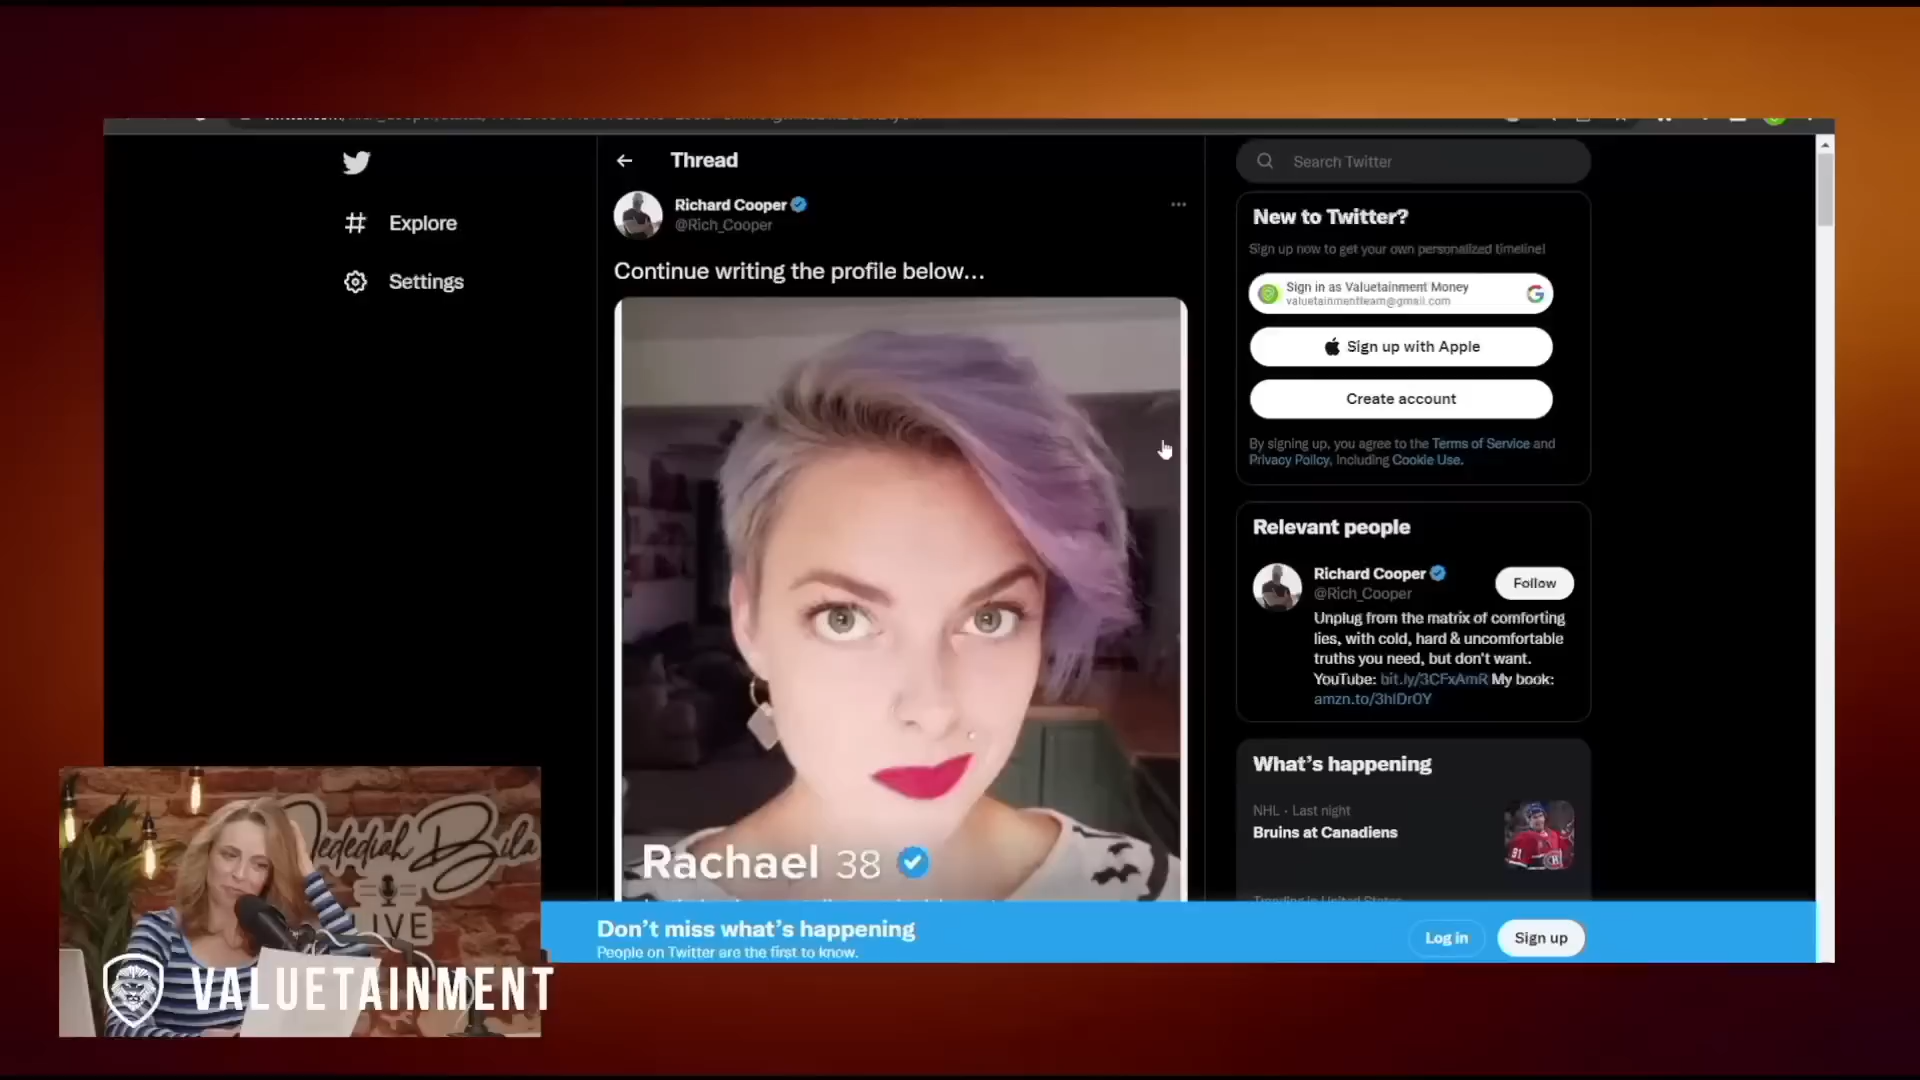 Thread
Search Twitter
Richard Cooper
@Rich_Cooper
Explore
Settings
Continue writing the profile below...
Rachael 38
New to Twitter?
Sign up now to get your own personalized timeline!
Sign in as Valuetainment Money
valuetainmentteam@gmail.com
Sign up with Apple
Create account
By signing up, you agree to the Terms of Service and
Privacy Policy, including Cookie Use.
Relevant people
Richard Cooper
@Rich_Cooper
Follow
Unplug from the matrix of comforting
lies, with cold, hard & uncomfortable
truths you need, but don't want.
YouTube: bit.ly/3CFxAmR My book:
amzn.to/3hIDr0Y
What's happening
NHL · Last night
Bruins at Canadiens
Trending in United States
Don't miss what's happening
People on Twitter are the first to know.
Log in
Sign up
Jedediah Bila
LIVE
VALUETAINMENT